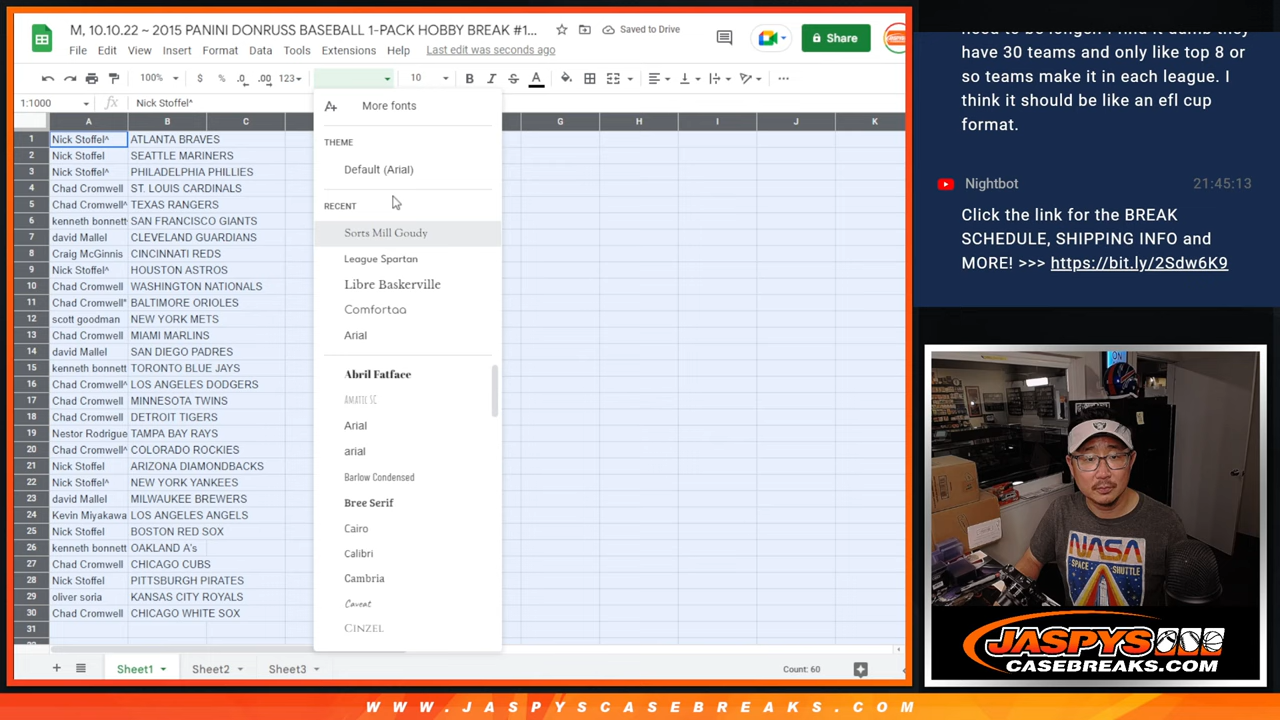 M, 10.10.22 ~ 2015 PANINI DONRUSS BASEBALL 1-PACK HOBBY BREAK #1...
Saved to Drive
File Edit View Insert Format Data Tools Extensions Help Last edit was seconds ago
Share
100% $ % .0 .00 123 10 B I S A
1:1000 fx Nick Stoffel^
A B C G H I J K
1 Nick Stoffel^ ATLANTA BRAVES
2 Nick Stoffel SEATTLE MARINERS
3 Nick Stoffel^ PHILADELPHIA PHILLIES
4 Chad Cromwell ST. LOUIS CARDINALS
5 Chad Cromwell^ TEXAS RANGERS
6 kenneth bonnett SAN FRANCISCO GIANTS
7 david Mallel CLEVELAND GUARDIANS
8 Craig McGinnis CINCINNATI REDS
9 Nick Stoffel^ HOUSTON ASTROS
10 Chad Cromwell WASHINGTON NATIONALS
11 Chad Cromwell^ BALTIMORE ORIOLES
12 scott goodman NEW YORK METS
13 Chad Cromwell MIAMI MARLINS
14 david Mallel SAN DIEGO PADRES
15 kenneth bonnett TORONTO BLUE JAYS
16 Chad Cromwell^ LOS ANGELES DODGERS
17 Chad Cromwell MINNESOTA TWINS
18 Chad Cromwell DETROIT TIGERS
19 Nestor Rodrigue TAMPA BAY RAYS
20 Chad Cromwell^ COLORADO ROCKIES
21 Nick Stoffel ARIZONA DIAMONDBACKS
22 Nick Stoffel^ NEW YORK YANKEES
23 david Mallel MILWAUKEE BREWERS
24 Kevin Miyakawa LOS ANGELES ANGELS
25 Nick Stoffel BOSTON RED SOX
26 kenneth bonnett OAKLAND A's
27 Chad Cromwell CHICAGO CUBS
28 Nick Stoffel PITTSBURGH PIRATES
29 oliver soria KANSAS CITY ROYALS
30 Chad Cromwell CHICAGO WHITE SOX
31
More fonts
THEME
Default (Arial)
RECENT
Sorts Mill Goudy
League Spartan
Libre Baskerville
Comfortaa
Arial
Abril Fatface
AMATIC SC
Arial
arial
Barlow Condensed
Bree Serif
Cairo
Calibri
Cambria
Caveat
CINZEL
Sheet1 Sheet2 Sheet3 Count: 60
have 30 teams and only like top 8 or
so teams make it in each league. I
think it should be like an efl cup
format.
Nightbot 21:45:13
Click the link for the BREAK
SCHEDULE, SHIPPING INFO and
MORE! >>> https://bit.ly/2Sdw6K9
ON
NASA
SPACE SHUTTLE
JASPYS
CASEBREAKS.COM
WWW.JASPYSCASEBREAKS.COM